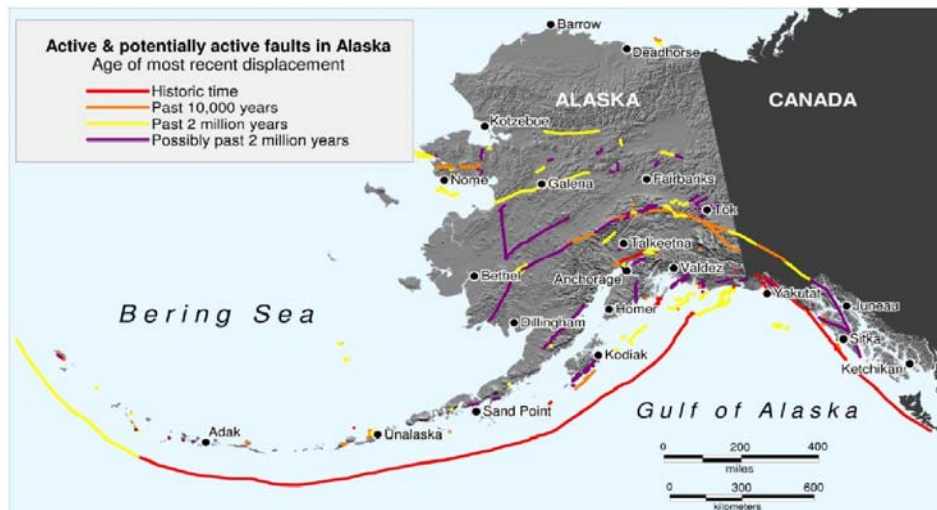 Active & potentially active faults in Alaska
Age of most recent displacement
Historic time
Past 10,000 years
Past 2 million years
Possibly past 2 million years
Barrow
Deadhorse
ALASKA
CANADA
Kotzebue
Nome
Galena
Fairbanks
Tok
Talkeetna
Bethel
Anchorage
Valdez
Yakutat
Juneau
Bering Sea
Dillingham
Homer
Sitka
Kodiak
Ketchikan
Sand Point
Gulf of Alaska
Adak
Unalaska
0 200 400
miles
0 300 600
kilometers